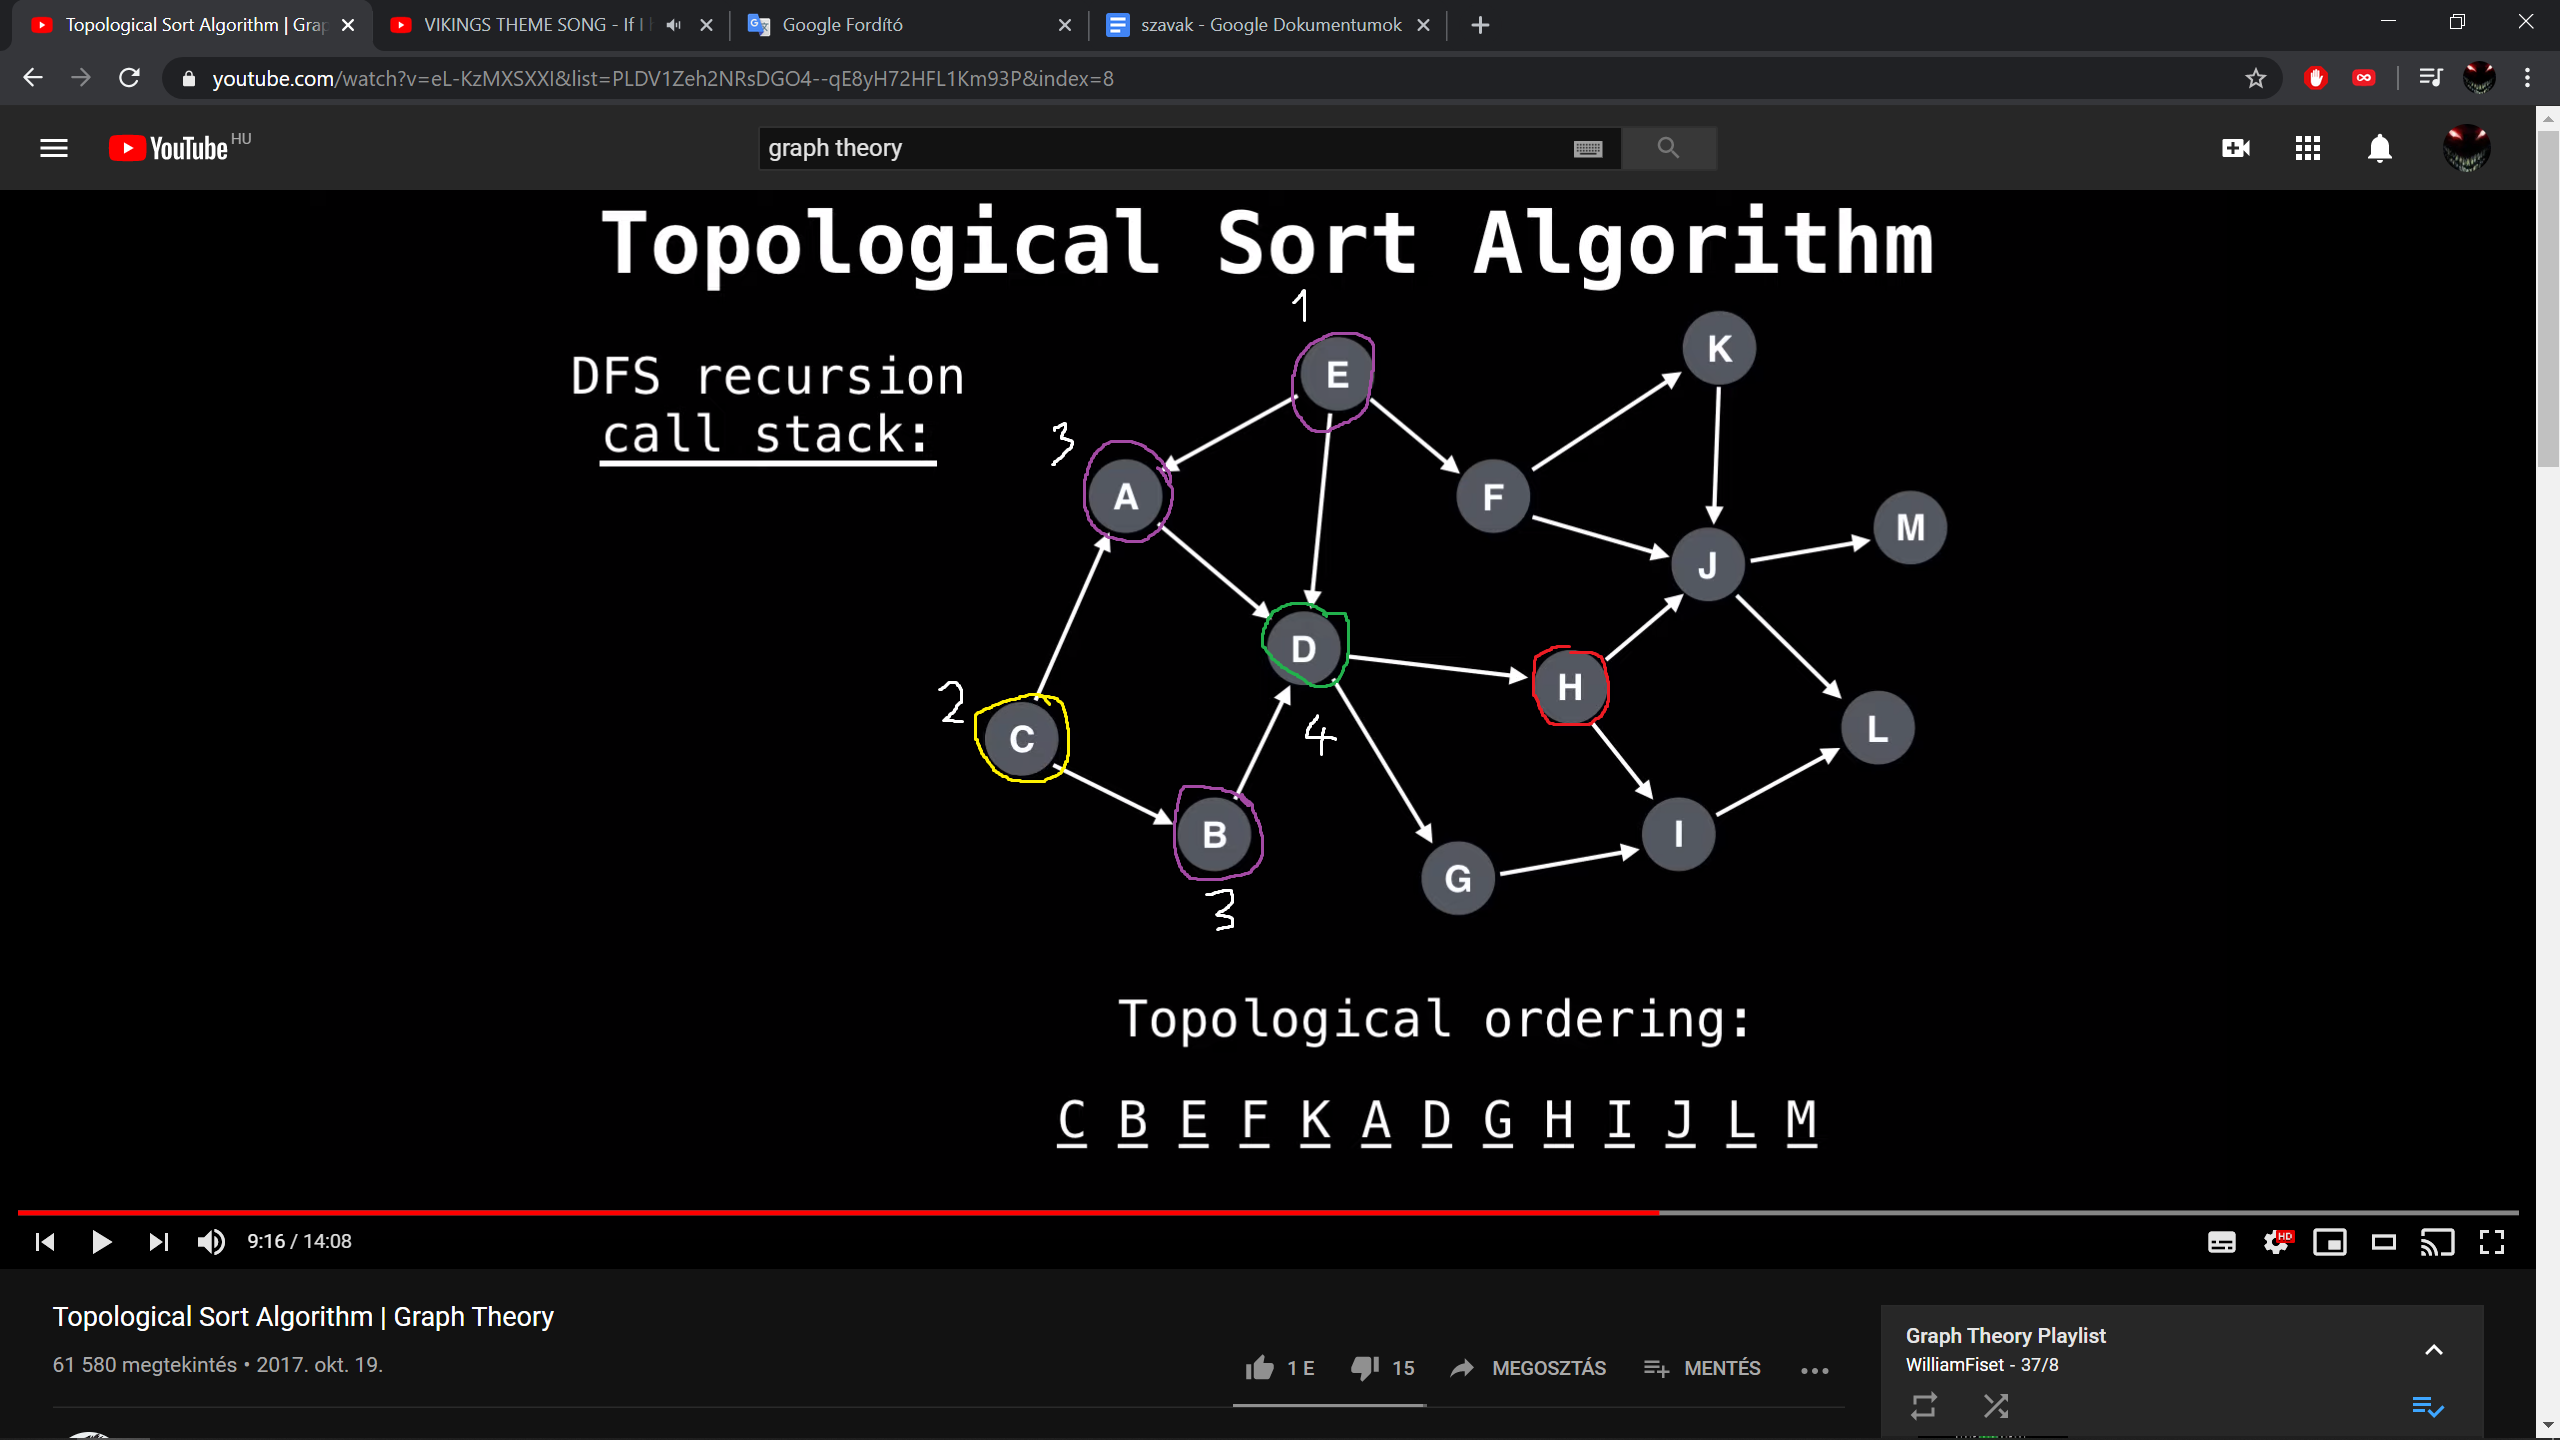 Topological Sort Algorithm | Gra
VIKINGS THEME SONG - If I
Google Fordító
szavak - Google Dokumentumok
youtube.com/watch?v=eL-KzMXSXXI&list=PLDV1Zeh2NRsDGO4--qE8yH72HFL1Km93P&index=8
YouTube HU
graph theory
Topological Sort Algorithm
1
DFS recursion
call stack:
K
E
3
A
F
M
J
D
2
H
C
4
L
B
I
G
3
Topological ordering:
C B E F K A D G H I J L M
9:16 / 14:08
HD
Topological Sort Algorithm | Graph Theory
61 580 megtekintés • 2017. okt. 19.
1 E
15
MEGOSZTÁS
MENTÉS
Graph Theory Playlist
WilliamFiset - 37/8